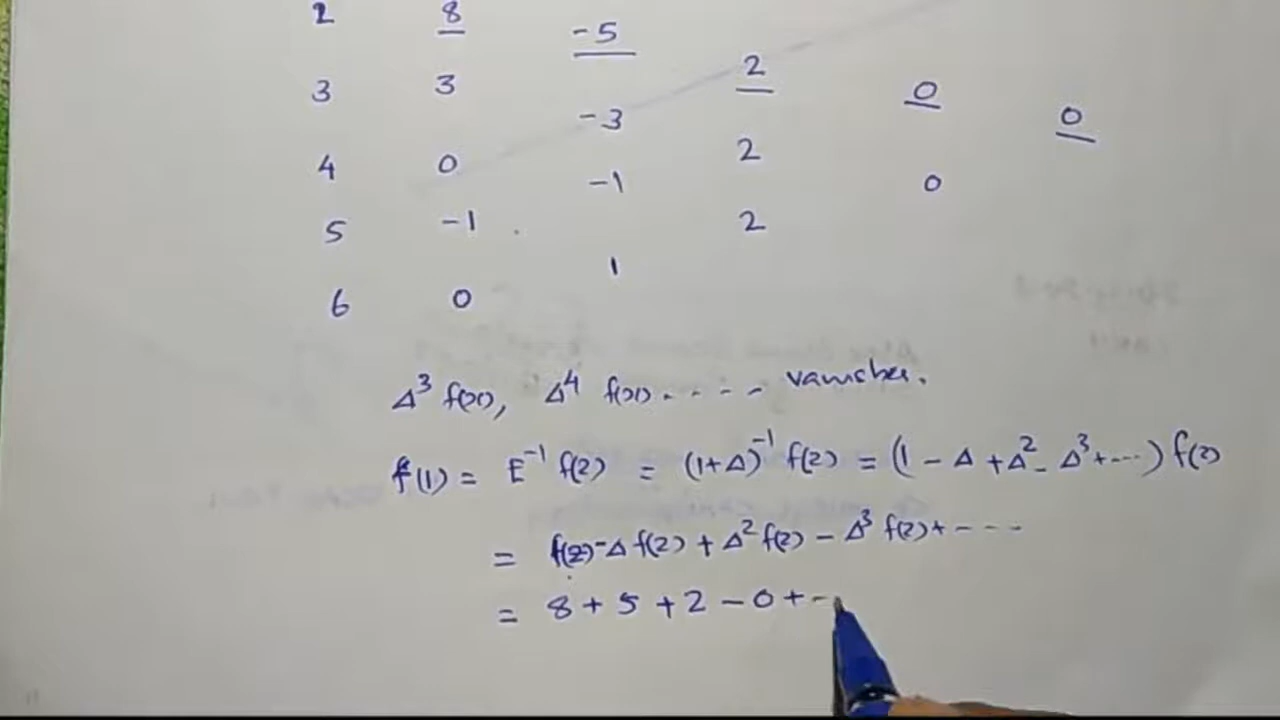 2 8
-5
2
3 3 0
-3 0
2
4 0
-1 0
5 -1 2
1
6 0
Δ³ f(x), Δ⁴ f(x) . - - - vanishes.
f(1) = E⁻¹ f(2) = (1+Δ)⁻¹ f(2) = (1 - Δ + Δ² - Δ³ + ---) f(2)
= f(2) - Δ f(2) + Δ² f(2) - Δ³ f(2) + - - -
= 8 + 5 + 2 - 0 + -